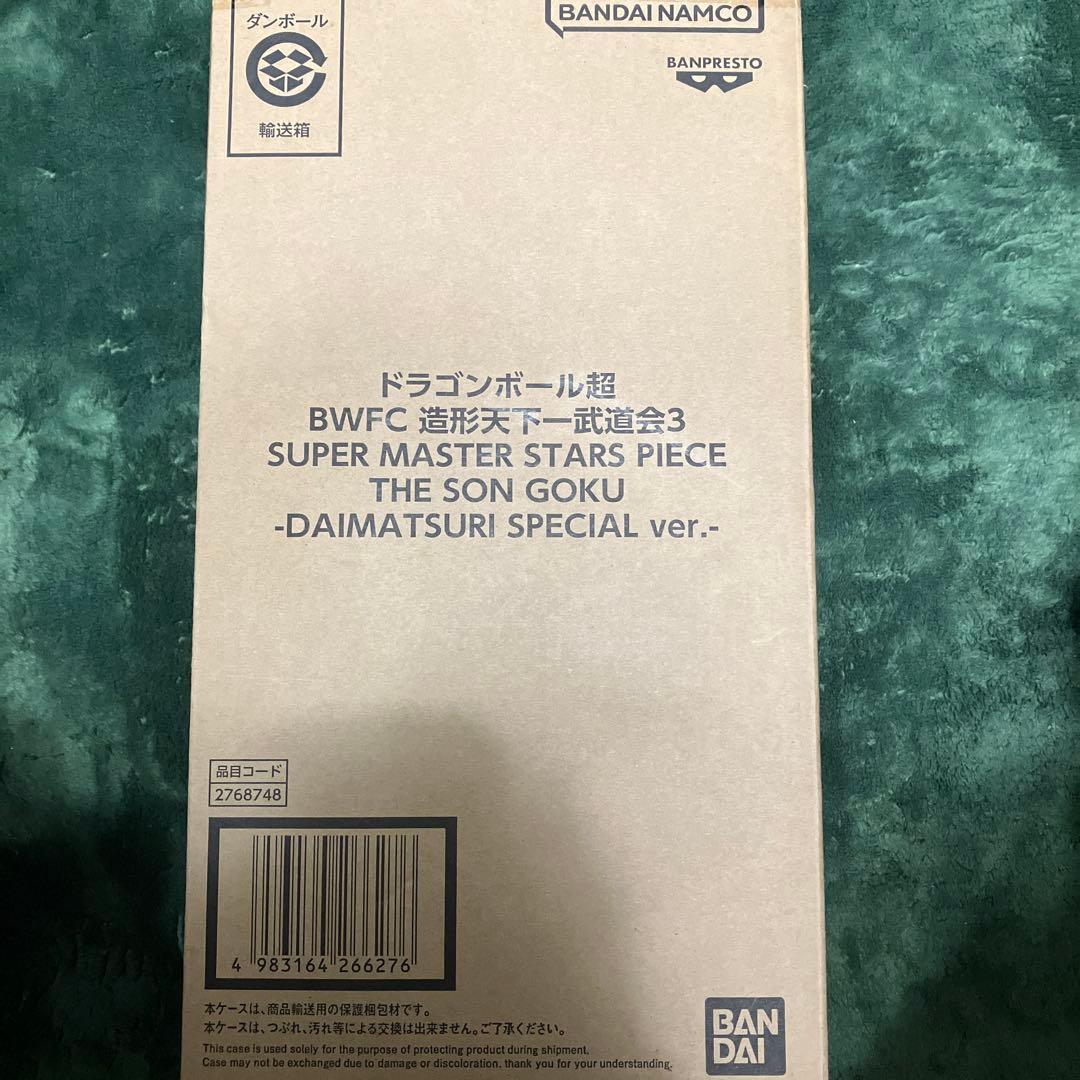 ダンボール
輸送箱
BANDAI NAMCO
BANPRESTO
ドラゴンボール超
BWFC 造形天下一武道会3
SUPER MASTER STARS PIECE
THE SON GOKU
-DAIMATSURI SPECIAL ver.-
品目コード
2768748
4 983164 266276
本ケースは、商品輸送用の保護梱包材です。
本ケースは、つぶれ、汚れ等による交換は出来ません。ご了承ください。
This case is used solely for the purpose of protecting product during shipment.
Case may not be exchanged due to damage or discoloration. thank you for your understanding.
BAN
DAI